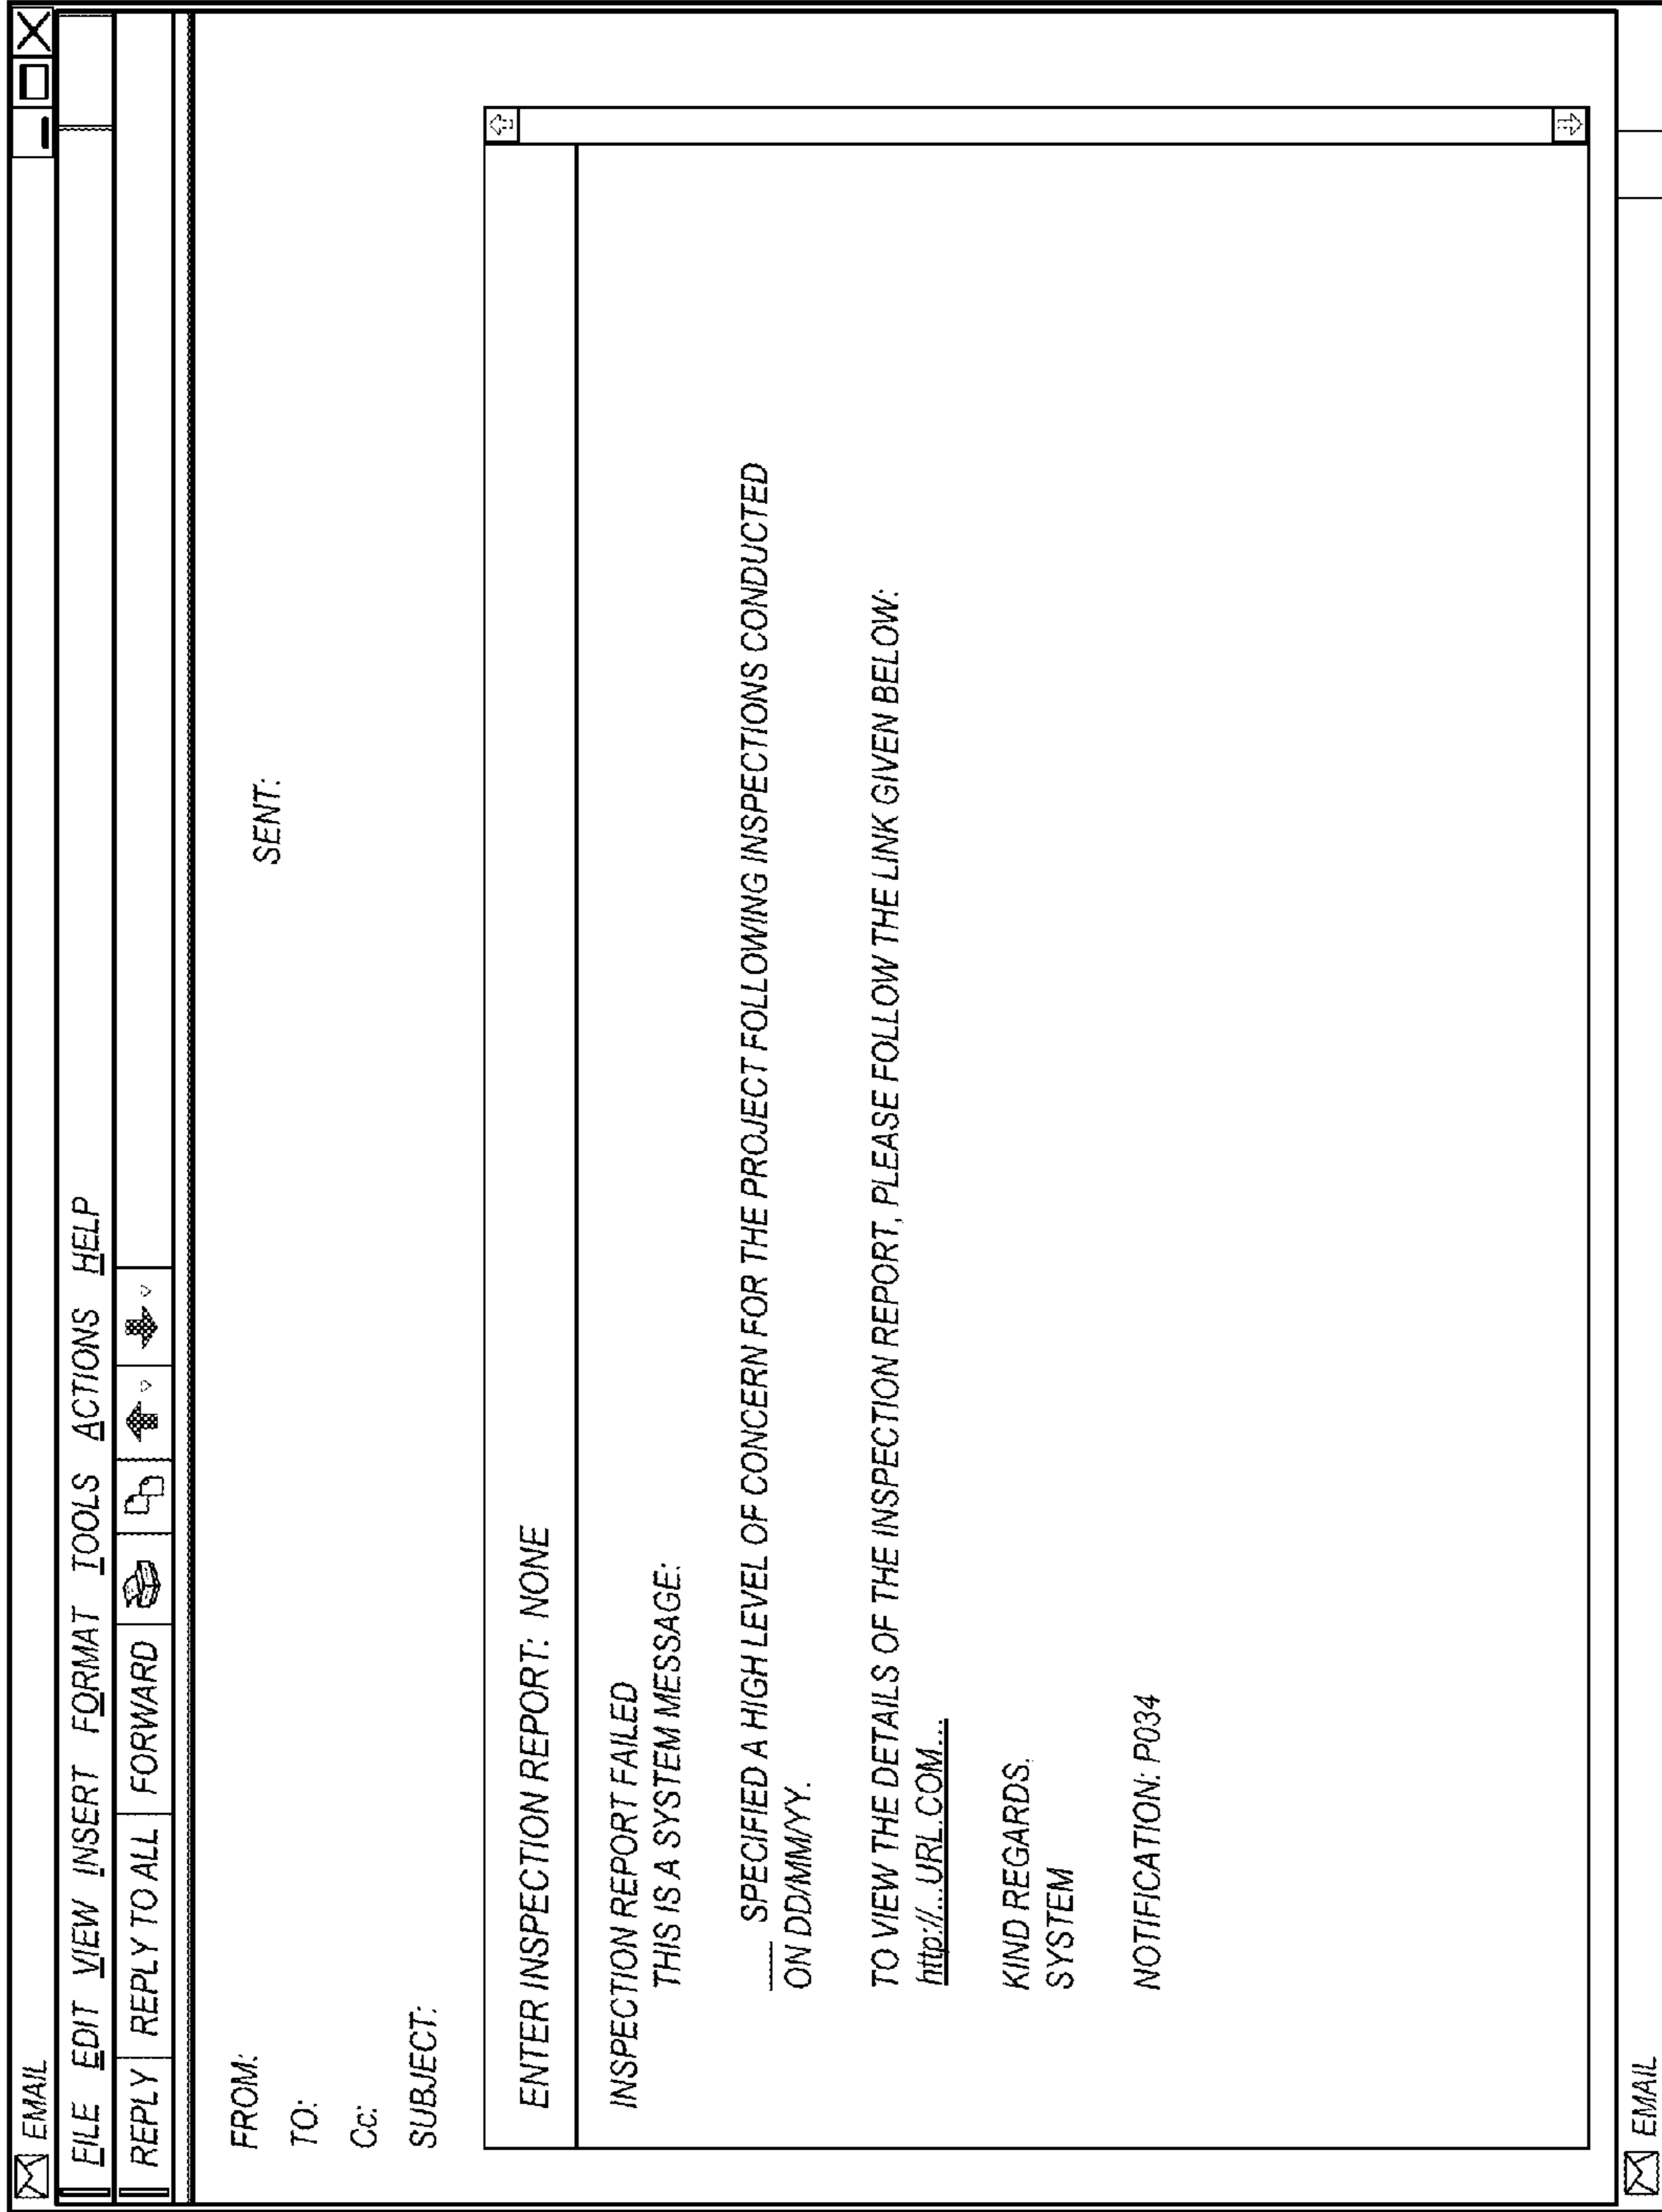 EMAIL
FILE EDIT VIEW INSERT FORMAT TOOLS ACTIONS HELP
REPLY REPLY TO ALL FORWARD
FROM:
SENT:
TO:
Cc:
SUBJECT:
ENTER INSPECTION REPORT: NONE
INSPECTION REPORT FAILED
THIS IS A SYSTEM MESSAGE:
____ SPECIFIED A HIGH LEVEL OF CONCERN FOR THE PROJECT FOLLOWING INSPECTIONS CONDUCTED
ON DD/MM/YY.
TO VIEW THE DETAILS OF THE INSPECTION REPORT, PLEASE FOLLOW THE LINK GIVEN BELOW:
http://...URL.COM...
KIND REGARDS,
SYSTEM
NOTIFICATION: P034
EMAIL